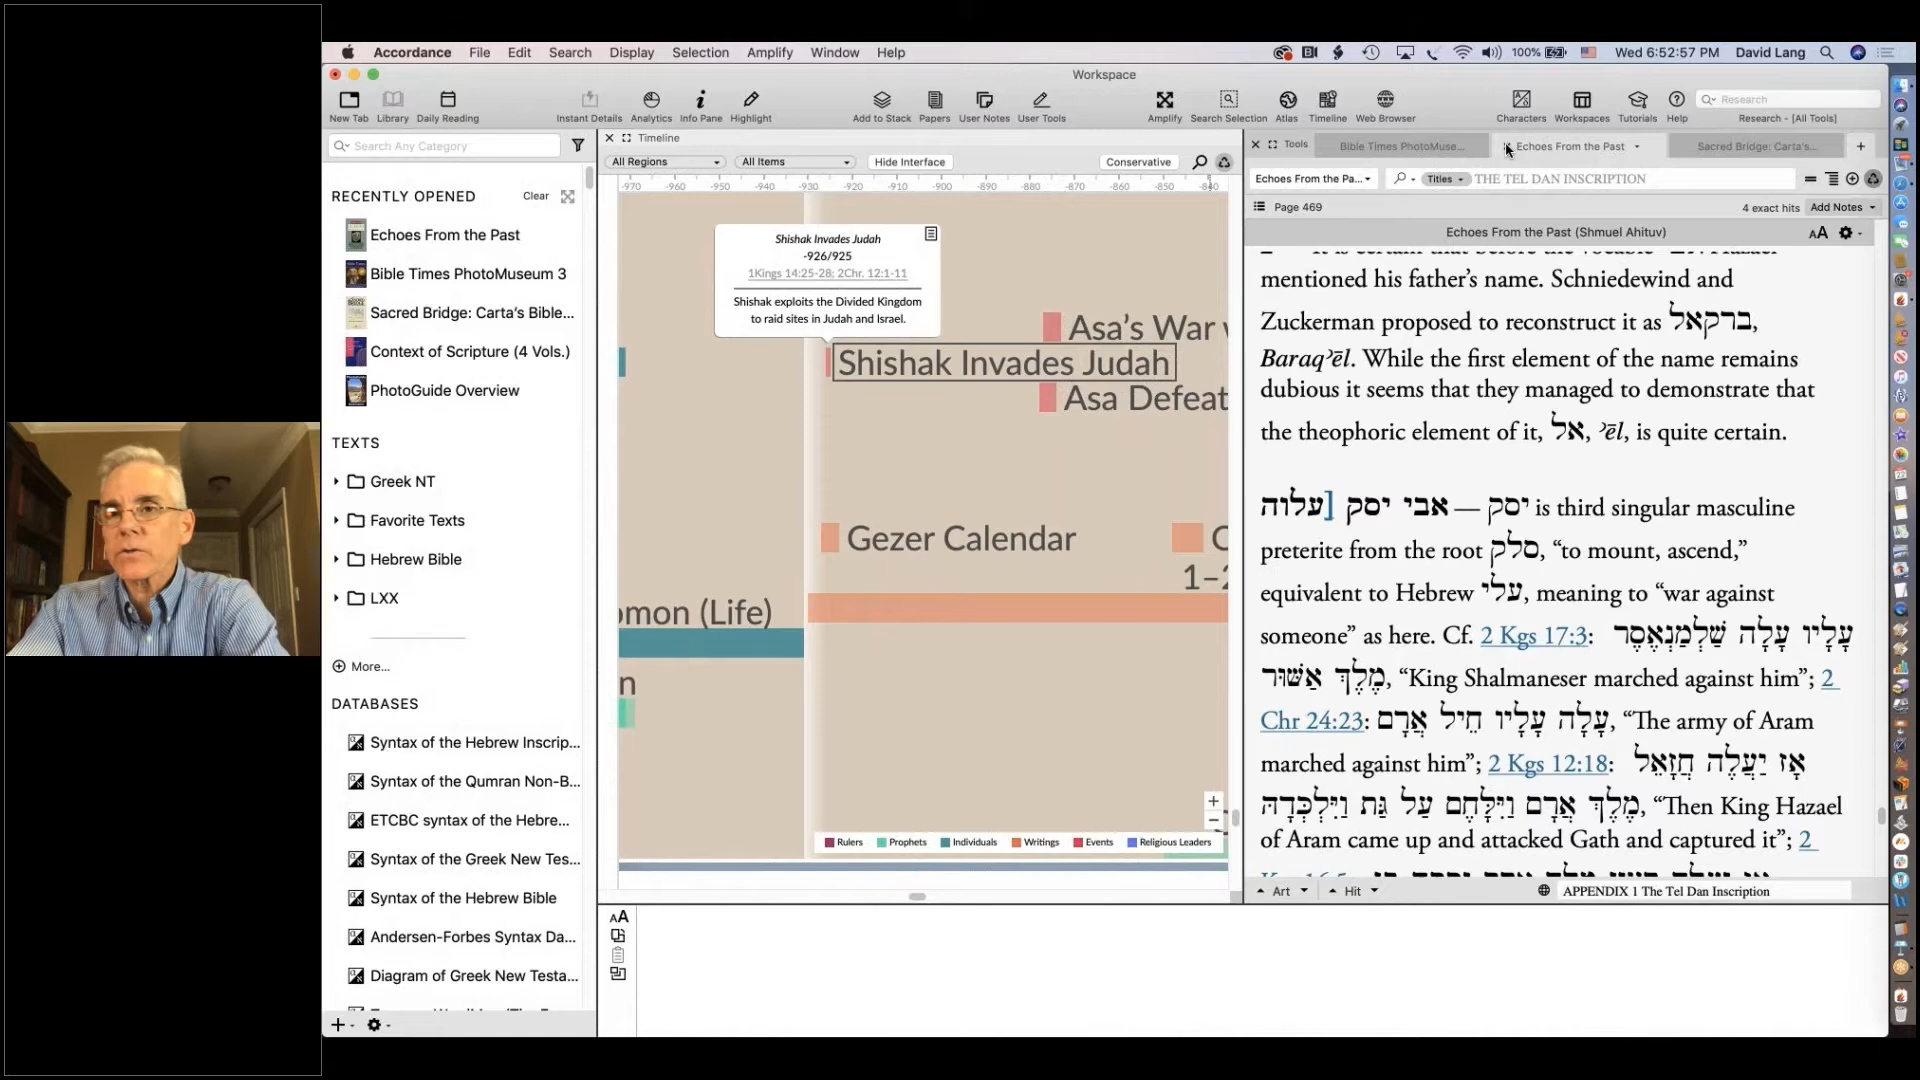 Accordance File Edit Search Display Selection Amplify Window Help
100% Wed 6:52:57 PM David Lang
Workspace
New Tab Library Daily Reading Instant Details Analytics Info Pane Highlight Add to Stack Papers User Notes User Tools Amplify Search Selection Atlas Timeline Web Browser Characters Workspaces Tutorials Help
Research
Research - [All Tools]
Search Any Category
RECENTLY OPENED Clear
Echoes From the Past
Bible Times PhotoMuseum 3
Sacred Bridge: Carta's Bible...
Context of Scripture (4 Vols.)
PhotoGuide Overview
TEXTS
Greek NT
Favorite Texts
Hebrew Bible
LXX
More...
DATABASES
Syntax of the Hebrew Inscrip...
Syntax of the Qumran Non-B...
ETCBC syntax of the Hebre...
Syntax of the Greek New Tes...
Syntax of the Hebrew Bible
Andersen-Forbes Syntax Da...
Diagram of Greek New Testa...
Timeline
All Regions All Items Hide Interface Conservative
-970 -960 -950 -940 -930 -920 -910 -900 -890 -880 -870 -860 -850 -840
Shishak Invades Judah
-926/925
1Kings 14:25-28; 2Chr. 12:1-11
Shishak exploits the Divided Kingdom
to raid sites in Judah and Israel.
Asa's War
Shishak Invades Judah
Asa Defeat
Gezer Calendar
1–2
omon (Life)
n
Rulers Prophets Individuals Writings Events Religious Leaders
Tools Bible Times PhotoMuse... Echoes From the Past Sacred Bridge: Carta's...
Echoes From the Pa... Titles THE TEL DAN INSCRIPTION
Page 469 4 exact hits Add Notes
Echoes From the Past (Shmuel Ahituv)
mentioned his father's name. Schniedewind and
Zuckerman proposed to reconstruct it as ברקאל,
Baraqʾēl. While the first element of the name remains
dubious it seems that they managed to demonstrate that
the theophoric element of it, אל, ʾēl, is quite certain.
אבי יסק [עלוה — יסק is third singular masculine
preterite from the root סלק, “to mount, ascend,”
equivalent to Hebrew עלי, meaning to “war against
someone” as here. Cf. 2 Kgs 17:3: עָלָיו עָלָה שַׁלְמַנְאֶסֶר
מֶלֶךְ אַשּׁוּר, “King Shalmaneser marched against him”; 2
Chr 24:23: עָלָה עָלָיו חֵיל אֲרָם, “The army of Aram
marched against him”; 2 Kgs 12:18: אָז יַעֲלֶה חֲזָאֵל
מֶלֶךְ אֲרָם וַיִּלָּחֶם עַל גַּת וַיִּלְכְּדָהּ, “Then King Hazael
of Aram came up and attacked Gath and captured it”; 2
Art Hit APPENDIX 1 The Tel Dan Inscription